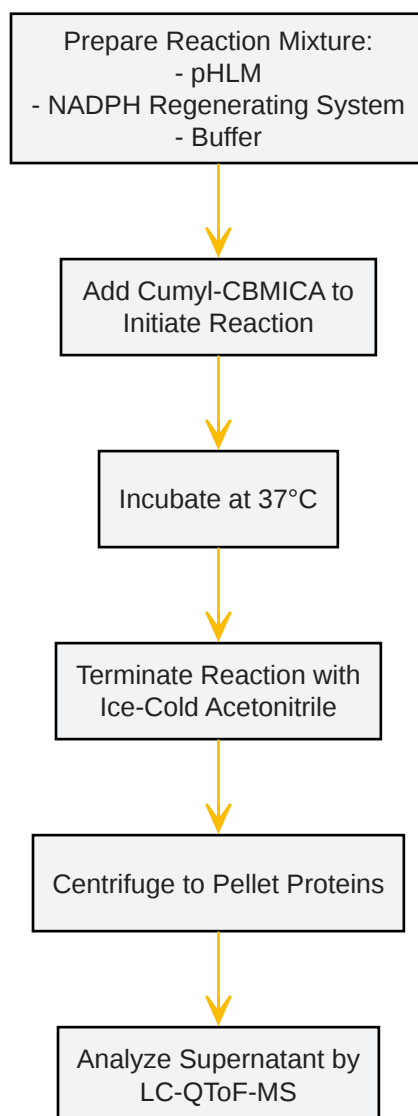 Prepare Reaction Mixture:
- pHLM
- NADPH Regenerating System
- Buffer
Add Cumyl-CBMICA to
Initiate Reaction
Incubate at 37°C
Terminate Reaction with
Ice-Cold Acetonitrile
Centrifuge to Pellet Proteins
Analyze Supernatant by
LC-QToF-MS